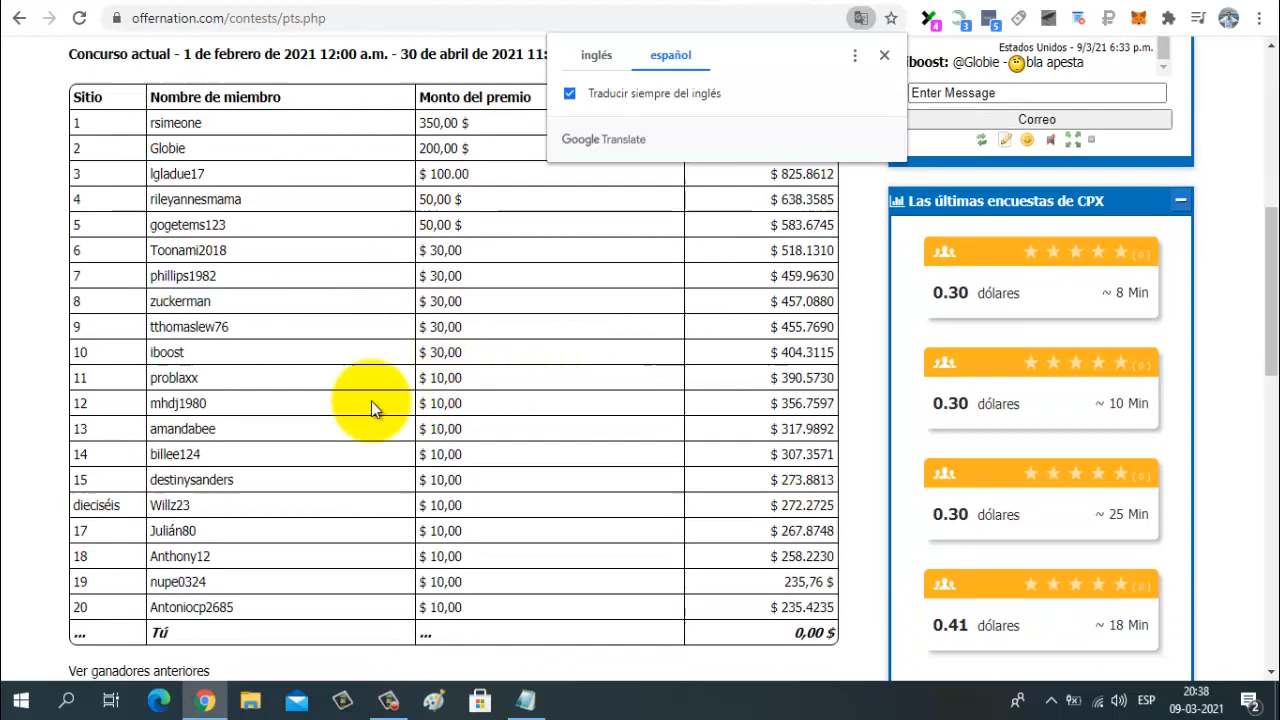 offernation.com/contests/pts.php
4
3
5
Concurso actual - 1 de febrero de 2021 12:00 a.m. - 30 de abril de 2021 11:
inglés
español
Traducir siempre del inglés
Google Translate
Estados Unidos - 9/3/21 6:33 p.m.
iboost: @Globie - bla apesta
Enter Message
Correo
Sitio Nombre de miembro Monto del premio
1 rsimeone 350,00 $
2 Globie 200,00 $
3 lgladue17 $ 100.00 $ 825.8612
4 rileyannesmama 50,00 $ $ 638.3585
5 gogetems123 50,00 $ $ 583.6745
6 Toonami2018 $ 30,00 $ 518.1310
7 phillips1982 $ 30,00 $ 459.9630
8 zuckerman $ 30,00 $ 457.0880
9 tthomaslew76 $ 30,00 $ 455.7690
10 iboost $ 30,00 $ 404.3115
11 problaxx $ 10,00 $ 390.5730
12 mhdj1980 $ 10,00 $ 356.7597
13 amandabee $ 10,00 $ 317.9892
14 billee124 $ 10,00 $ 307.3571
15 destinysanders $ 10,00 $ 273.8813
dieciséis Willz23 $ 10,00 $ 272.2725
17 Julián80 $ 10,00 $ 267.8748
18 Anthony12 $ 10,00 $ 258.2230
19 nupe0324 $ 10,00 235,76 $
20 Antoniocp2685 $ 10,00 $ 235.4235
... Tú ... 0,00 $
Ver ganadores anteriores
Las últimas encuestas de CPX
( 0 )
0.30 dólares ~ 8 Min
( 0 )
0.30 dólares ~ 10 Min
( 0 )
0.30 dólares ~ 25 Min
( 0 )
0.41 dólares ~ 18 Min
ESP
20:38
09-03-2021
2